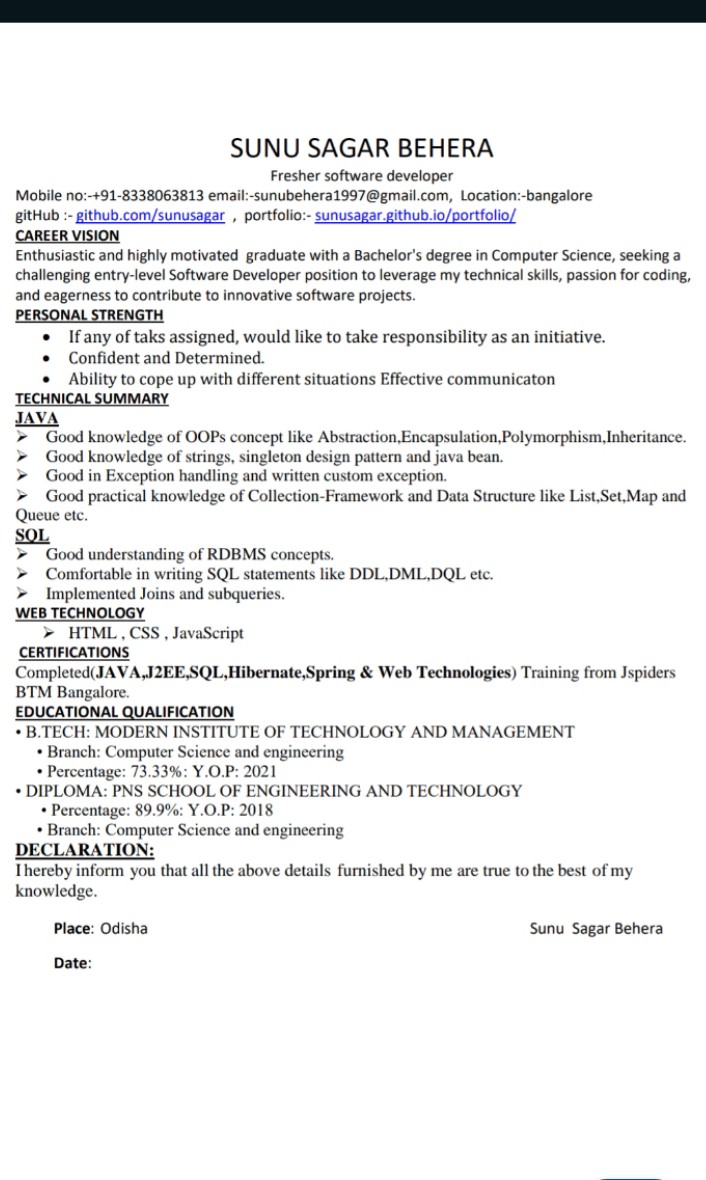 SUNU SAGAR BEHERA
Fresher software developer
Mobile no:-+91-8338063813 email:-sunubehera1997@gmail.com, Location:-bangalore
gitHub :- github.com/sunusagar , portfolio:- sunusagar.github.io/portfolio/
CAREER VISION
Enthusiastic and highly motivated graduate with a Bachelor's degree in Computer Science, seeking a
challenging entry-level Software Developer position to leverage my technical skills, passion for coding,
and eagerness to contribute to innovative software projects.
PERSONAL STRENGTH
• If any of taks assigned, would like to take responsibility as an initiative.
• Confident and Determined.
• Ability to cope up with different situations Effective communicaton
TECHNICAL SUMMARY
JAVA
➢ Good knowledge of OOPs concept like Abstraction,Encapsulation,Polymorphism,Inheritance.
➢ Good knowledge of strings, singleton design pattern and java bean.
➢ Good in Exception handling and written custom exception.
➢ Good practical knowledge of Collection-Framework and Data Structure like List,Set,Map and
Queue etc.
SQL
➢ Good understanding of RDBMS concepts.
➢ Comfortable in writing SQL statements like DDL,DML,DQL etc.
➢ Implemented Joins and subqueries.
WEB TECHNOLOGY
➢ HTML , CSS , JavaScript
CERTIFICATIONS
Completed(JAVA,J2EE,SQL,Hibernate,Spring & Web Technologies) Training from Jspiders
BTM Bangalore.
EDUCATIONAL QUALIFICATION
• B.TECH: MODERN INSTITUTE OF TECHNOLOGY AND MANAGEMENT
• Branch: Computer Science and engineering
• Percentage: 73.33%: Y.O.P: 2021
• DIPLOMA: PNS SCHOOL OF ENGINEERING AND TECHNOLOGY
• Percentage: 89.9%: Y.O.P: 2018
• Branch: Computer Science and engineering
DECLARATION:
I hereby inform you that all the above details furnished by me are true to the best of my
knowledge.
Place: Odisha Sunu Sagar Behera
Date: